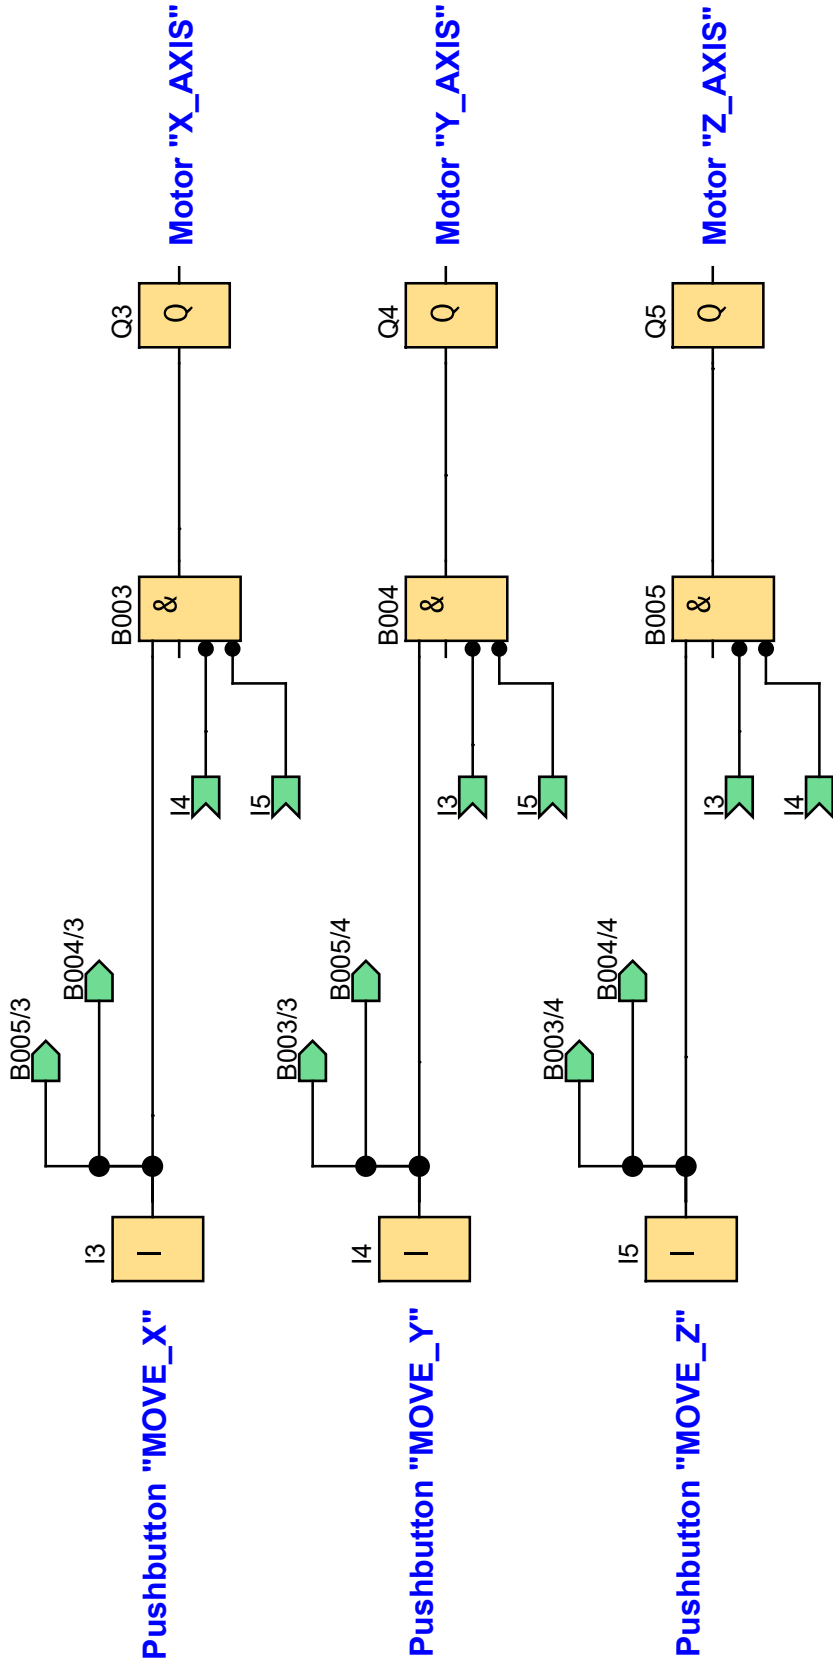 B005/3
B004/3
I3
B003
Q3
Pushbutton "MOVE_X"
I
&
Q
Motor "X_AXIS"
I4
I5
B003/3
B005/4
I4
B004
Q4
Pushbutton "MOVE_Y"
I
&
Q
Motor "Y_AXIS"
I3
I5
B003/4
B004/4
I5
B005
Q5
Pushbutton "MOVE_Z"
I
&
Q
Motor "Z_AXIS"
I3
I4